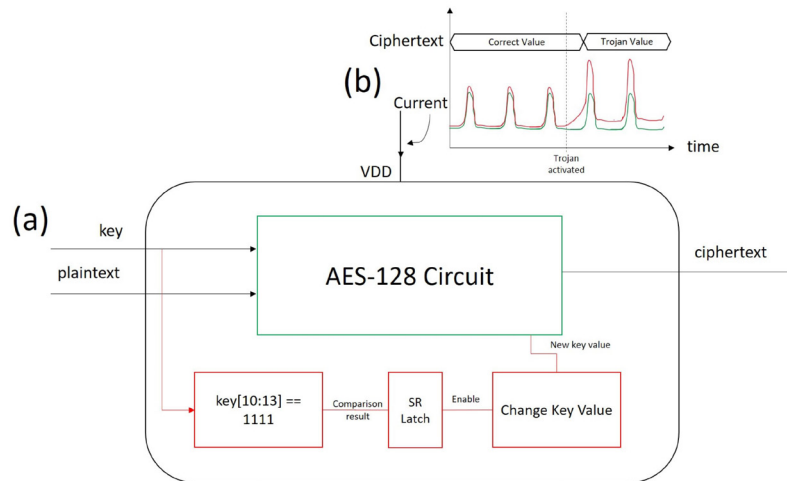 Ciphertext
Correct Value
Trojan Value
(b)
Current
time
Trojan
activated
VDD
(a)
key
plaintext
AES-128 Circuit
ciphertext
New key value
key[10:13] ==
1111
Comparison
result
SR
Latch
Enable
Change Key Value